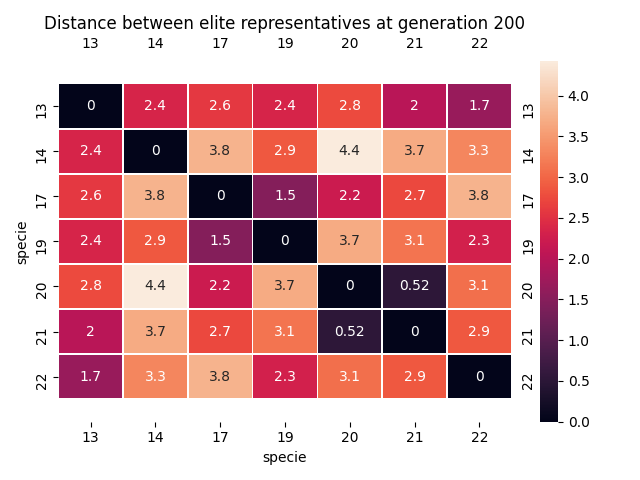 Distance between elite representatives at generation 200
13 14 17 19 20 21 22
13 0 2.4 2.6 2.4 2.8 2 1.7 13
14 2.4 0 3.8 2.9 4.4 3.7 3.3 14
17 2.6 3.8 0 1.5 2.2 2.7 3.8 17
19 2.4 2.9 1.5 0 3.7 3.1 2.3 19
20 2.8 4.4 2.2 3.7 0 0.52 3.1 20
21 2 3.7 2.7 3.1 0.52 0 2.9 21
22 1.7 3.3 3.8 2.3 3.1 2.9 0 22
13 14 17 19 20 21 22
specie
specie
4.0
3.5
3.0
2.5
2.0
1.5
1.0
0.5
0.0